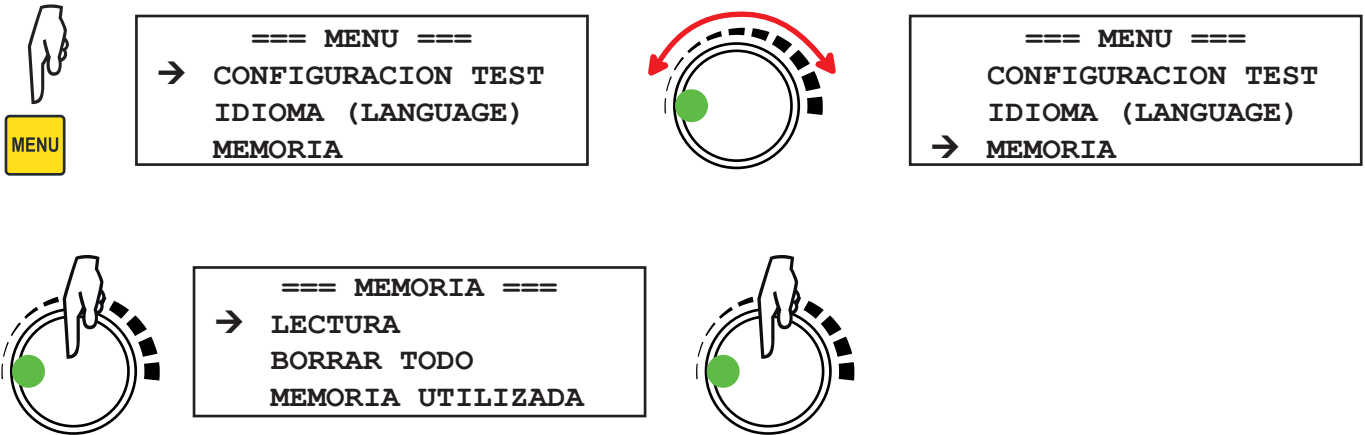 MENU
=== MENU ===
→ CONFIGURACION TEST
IDIOMA (LANGUAGE)
MEMORIA
=== MENU ===
CONFIGURACION TEST
IDIOMA (LANGUAGE)
→ MEMORIA
=== MEMORIA ===
→ LECTURA
BORRAR TODO
MEMORIA UTILIZADA